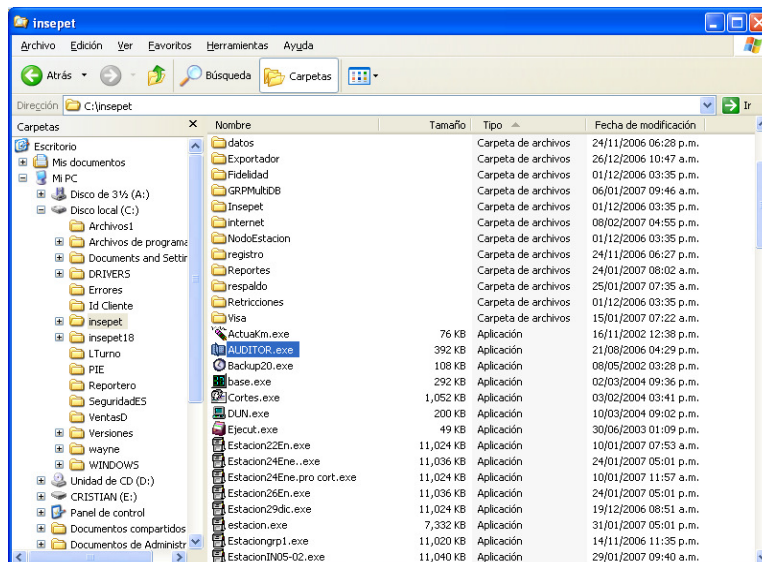 insepet
Archivo Edición Ver Favoritos Herramientas Ayuda
Atrás Búsqueda Carpetas
Dirección C:\insepet Ir
Carpetas
Escritorio
Mis documentos
Mi PC
Disco de 3½ (A:)
Disco local (C:)
Archivos1
Archivos de programa
Documents and Settir
DRIVERS
Errores
Id Cliente
insepet
insepet18
LTurno
PIE
Reportero
SeguridadES
VentasD
Versiones
wayne
WINDOWS
Unidad de CD (D:)
CRISTIAN (E:)
Panel de control
Documentos compartidos
Documentos de Administr
Nombre Tamaño Tipo Fecha de modificación
datos Carpeta de archivos 24/11/2006 06:28 p.m.
Exportador Carpeta de archivos 26/12/2006 10:47 a.m.
Fidelidad Carpeta de archivos 01/12/2006 03:35 p.m.
GRPMultiDB Carpeta de archivos 06/01/2007 09:46 a.m.
Insepet Carpeta de archivos 01/12/2006 03:35 p.m.
internet Carpeta de archivos 08/02/2007 04:55 p.m.
NodoEstacion Carpeta de archivos 01/12/2006 03:35 p.m.
registro Carpeta de archivos 24/11/2006 06:27 p.m.
Reportes Carpeta de archivos 24/01/2007 08:02 a.m.
respaldo Carpeta de archivos 25/01/2007 07:35 a.m.
Retricciones Carpeta de archivos 01/12/2006 03:35 p.m.
Visa Carpeta de archivos 15/01/2007 07:22 a.m.
ActuaKm.exe 76 KB Aplicación 16/11/2002 12:38 p.m.
AUDITOR.exe 392 KB Aplicación 21/08/2006 04:29 p.m.
Backup20.exe 108 KB Aplicación 08/05/2002 03:28 p.m.
base.exe 292 KB Aplicación 02/03/2004 09:36 p.m.
Cortes.exe 1,052 KB Aplicación 03/02/2004 03:41 p.m.
DUN.exe 200 KB Aplicación 10/03/2004 09:02 p.m.
Ejecut.exe 49 KB Aplicación 30/06/2003 01:09 p.m.
Estacion22En.exe 11,024 KB Aplicación 10/01/2007 07:53 a.m.
Estacion24Ene..exe 11,036 KB Aplicación 24/01/2007 05:01 p.m.
Estacion24Ene.pro cort.exe 11,024 KB Aplicación 10/01/2007 11:57 a.m.
Estacion26En.exe 11,036 KB Aplicación 24/01/2007 05:01 p.m.
Estacion29dic.exe 11,024 KB Aplicación 19/12/2006 08:51 a.m.
estacion.exe 7,332 KB Aplicación 31/01/2007 05:01 p.m.
Estaciongrp1.exe 11,020 KB Aplicación 14/11/2006 11:35 p.m.
EstacionIN05-02.exe 11,040 KB Aplicación 29/01/2007 09:40 a.m.